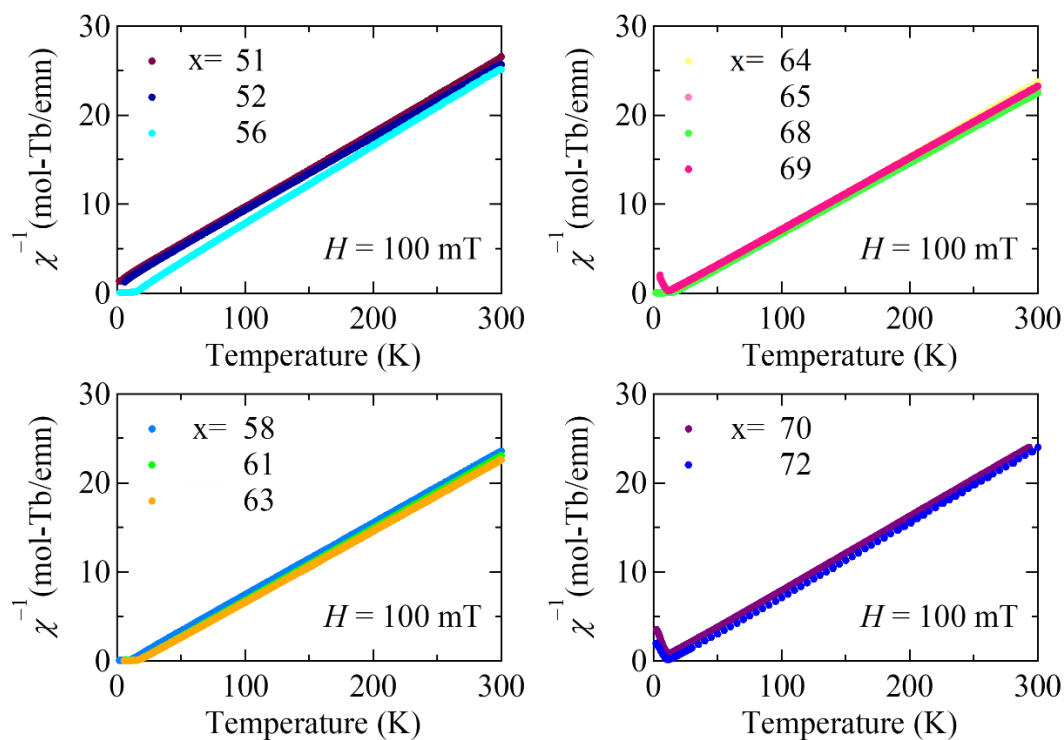 30
20
10
0
χ⁻¹ (mol-Tb/emn)
x= 51
52
56
H = 100 mT
0 100 200 300
Temperature (K)
30
20
10
0
χ⁻¹ (mol-Tb/emn)
x= 64
65
68
69
H = 100 mT
0 100 200 300
Temperature (K)
30
20
10
0
χ⁻¹ (mol-Tb/emn)
x= 58
61
63
H = 100 mT
0 100 200 300
Temperature (K)
30
20
10
0
χ⁻¹ (mol-Tb/emn)
x= 70
72
H = 100 mT
0 100 200 300
Temperature (K)